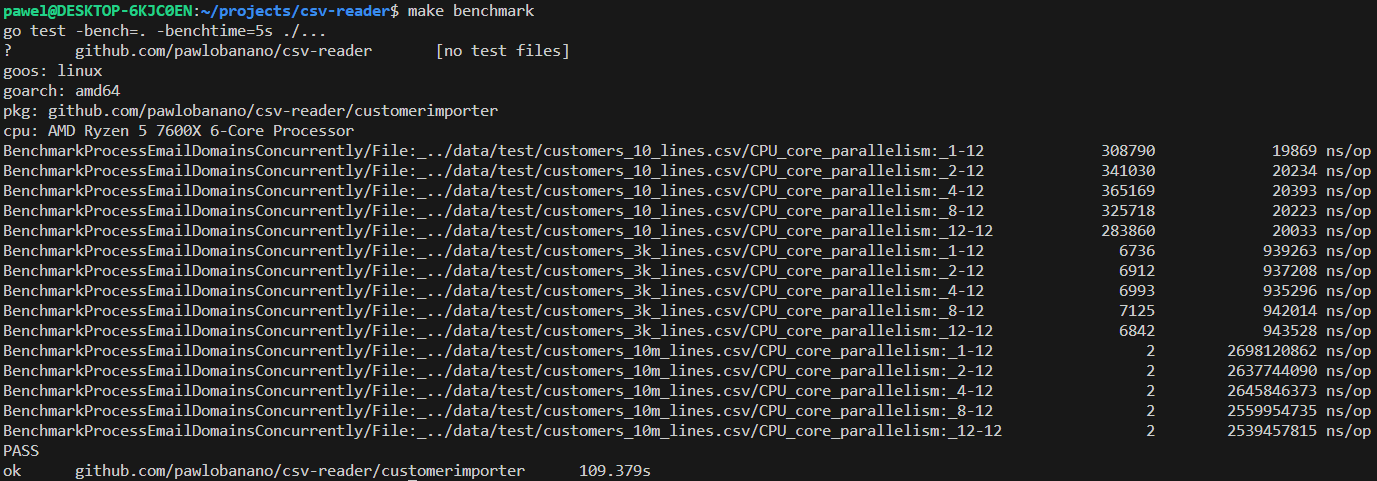 pawel@DESKTOP-6KJC0EN:~/projects/csv-reader$ make benchmark
go test -bench=. -benchtime=5s ./...
?       github.com/pawlobanano/csv-reader       [no test files]
goos: linux
goarch: amd64
pkg: github.com/pawlobanano/csv-reader/customerimporter
cpu: AMD Ryzen 5 7600X 6-Core Processor
BenchmarkProcessEmailDomainsConcurrently/File:_../data/test/customers_10_lines.csv/CPU_core_parallelism:_1-12             308790             19869 ns/op
BenchmarkProcessEmailDomainsConcurrently/File:_../data/test/customers_10_lines.csv/CPU_core_parallelism:_2-12             341030             20234 ns/op
BenchmarkProcessEmailDomainsConcurrently/File:_../data/test/customers_10_lines.csv/CPU_core_parallelism:_4-12             365169             20393 ns/op
BenchmarkProcessEmailDomainsConcurrently/File:_../data/test/customers_10_lines.csv/CPU_core_parallelism:_8-12             325718             20223 ns/op
BenchmarkProcessEmailDomainsConcurrently/File:_../data/test/customers_10_lines.csv/CPU_core_parallelism:_12-12            283860             20033 ns/op
BenchmarkProcessEmailDomainsConcurrently/File:_../data/test/customers_3k_lines.csv/CPU_core_parallelism:_1-12               6736            939263 ns/op
BenchmarkProcessEmailDomainsConcurrently/File:_../data/test/customers_3k_lines.csv/CPU_core_parallelism:_2-12               6912            937208 ns/op
BenchmarkProcessEmailDomainsConcurrently/File:_../data/test/customers_3k_lines.csv/CPU_core_parallelism:_4-12               6993            935296 ns/op
BenchmarkProcessEmailDomainsConcurrently/File:_../data/test/customers_3k_lines.csv/CPU_core_parallelism:_8-12               7125            942014 ns/op
BenchmarkProcessEmailDomainsConcurrently/File:_../data/test/customers_3k_lines.csv/CPU_core_parallelism:_12-12              6842            943528 ns/op
BenchmarkProcessEmailDomainsConcurrently/File:_../data/test/customers_10m_lines.csv/CPU_core_parallelism:_1-12                 2        2698120862 ns/op
BenchmarkProcessEmailDomainsConcurrently/File:_../data/test/customers_10m_lines.csv/CPU_core_parallelism:_2-12                 2        2637744090 ns/op
BenchmarkProcessEmailDomainsConcurrently/File:_../data/test/customers_10m_lines.csv/CPU_core_parallelism:_4-12                 2        2645846373 ns/op
BenchmarkProcessEmailDomainsConcurrently/File:_../data/test/customers_10m_lines.csv/CPU_core_parallelism:_8-12                 2        2559954735 ns/op
BenchmarkProcessEmailDomainsConcurrently/File:_../data/test/customers_10m_lines.csv/CPU_core_parallelism:_12-12                2        2539457815 ns/op
PASS
ok      github.com/pawlobanano/csv-reader/customerimporter      109.379s